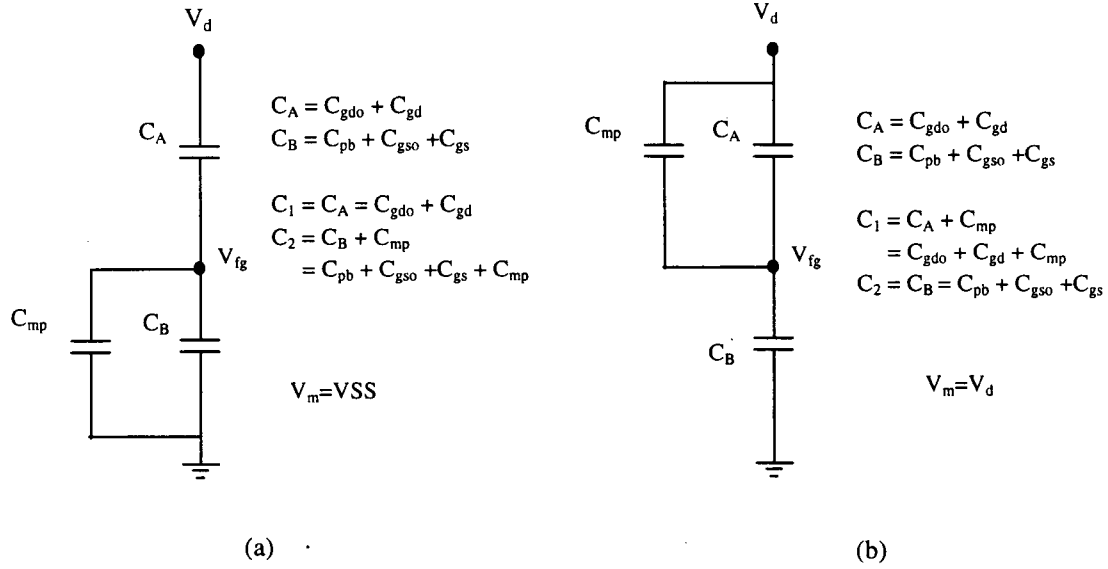 V_d
C_A = C_gdo + C_gd
C_B = C_pb + C_gso +C_gs
C_A
C_1 = C_A = C_gdo + C_gd
C_2 = C_B + C_mp
= C_pb + C_gso +C_gs + C_mp
V_fg
C_mp
C_B
V_m=VSS
(a)
V_d
C_mp
C_A
C_A = C_gdo + C_gd
C_B = C_pb + C_gso +C_gs
C_1 = C_A + C_mp
= C_gdo + C_gd + C_mp
C_2 = C_B = C_pb + C_gso +C_gs
V_fg
C_B
V_m=V_d
(b)